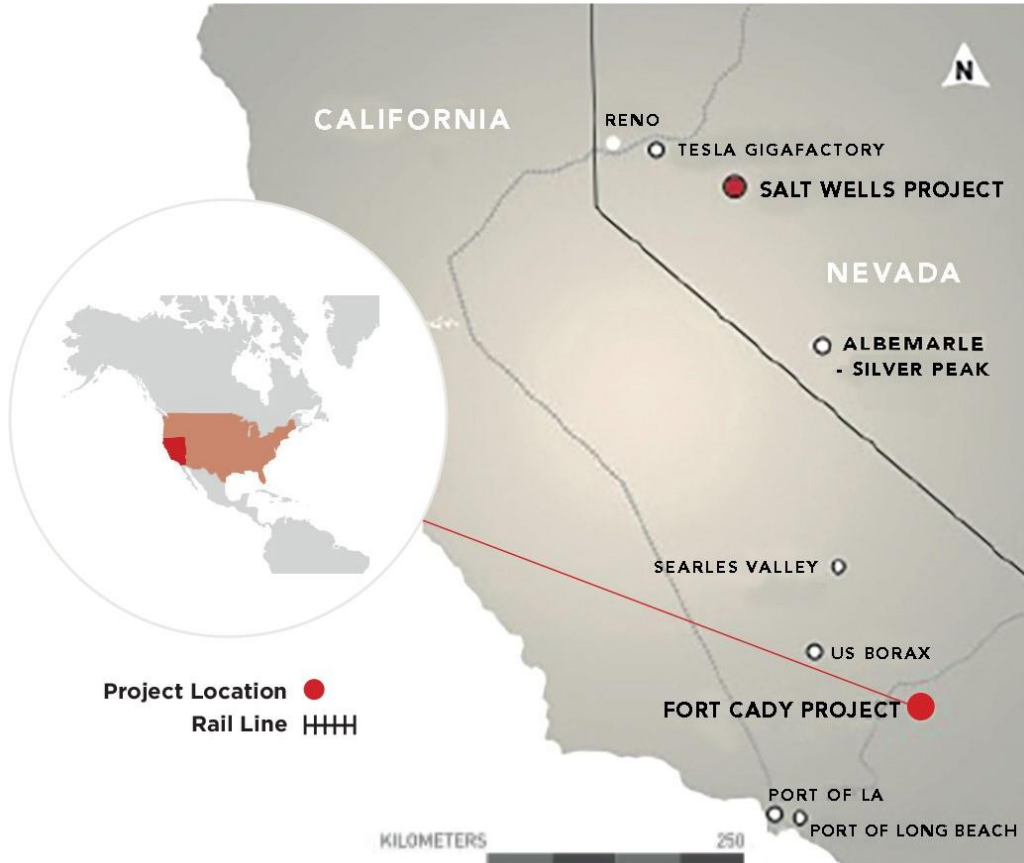 N
CALIFORNIA
RENO
TESLA GIGAFACTORY
SALT WELLS PROJECT
NEVADA
ALBEMARLE
- SILVER PEAK
SEARLES VALLEY
US BORAX
Project Location
Rail Line
FORT CADY PROJECT
PORT OF LA
PORT OF LONG BEACH
KILOMETERS 250